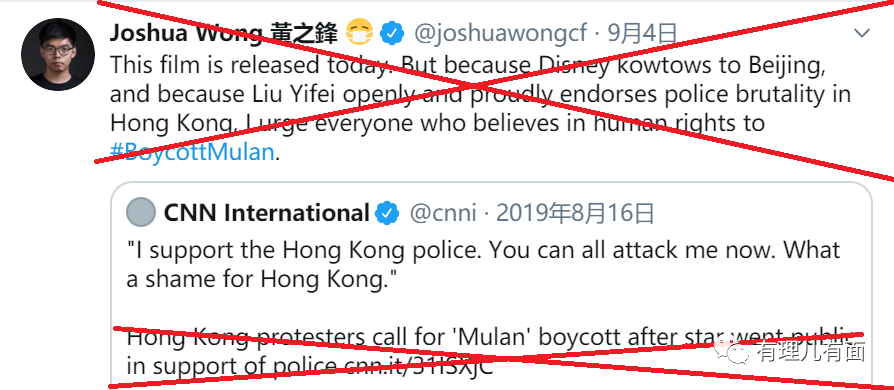 Joshua Wong 黃之鋒 😷 @joshuawongcf · 9月4日
This film is released today. But because Disney kowtows to Beijing,
and because Liu Yifei openly and proudly endorses police brutality in
Hong Kong, I urge everyone who believes in human rights to
#BoycottMulan.
CNN International @cnni · 2019年8月16日
"I support the Hong Kong police. You can all attack me now. What
a shame for Hong Kong."
Hong Kong protesters call for 'Mulan' boycott after star went public
in support of police
有理儿有面